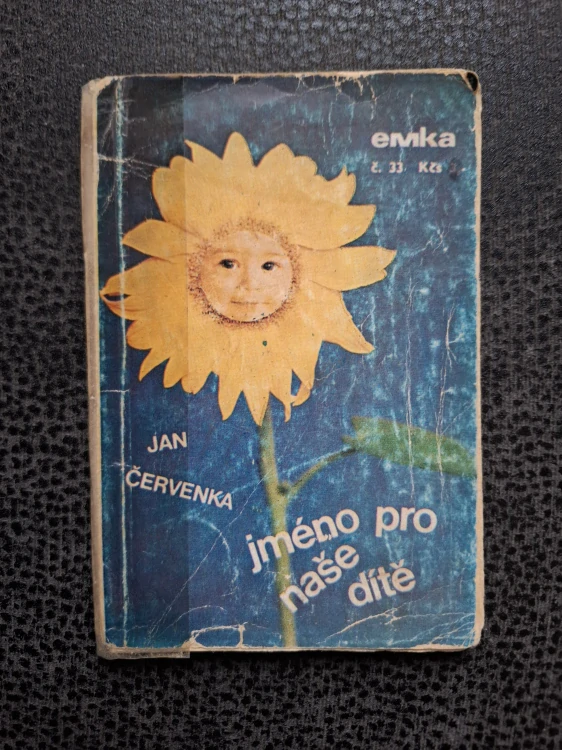 emka
č. 33 Kčs
JAN
ČERVENKA
jméno pro
naše
dítě